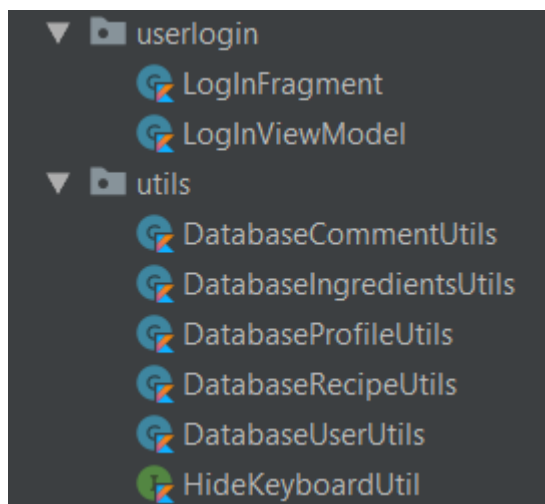 userlogin
LogInFragment
LogInViewModel
utils
DatabaseCommentUtils
DatabaseIngredientsUtils
DatabaseProfileUtils
DatabaseRecipeUtils
DatabaseUserUtils
HideKeyboardUtil